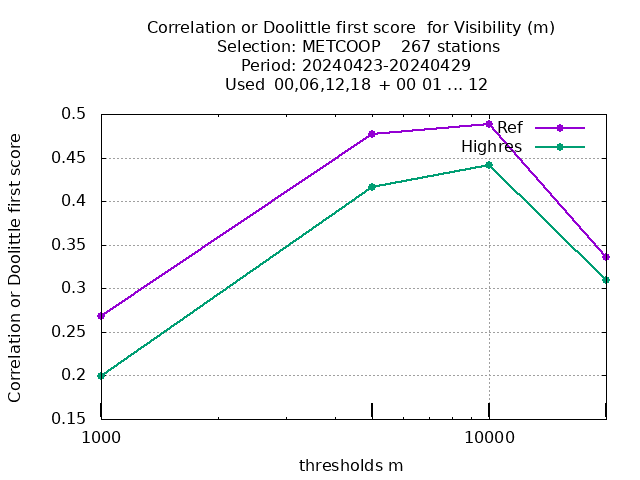 Correlation or Doolittle first score  for Visibility (m)
Selection: METCOOP    267 stations
Period: 20240423-20240429
Used  00,06,12,18  + 00 01 ... 12
Correlation or Doolittle first score
0.5
0.45
0.4
0.35
0.3
0.25
0.2
0.15
Ref
Highres
1000
10000
thresholds m